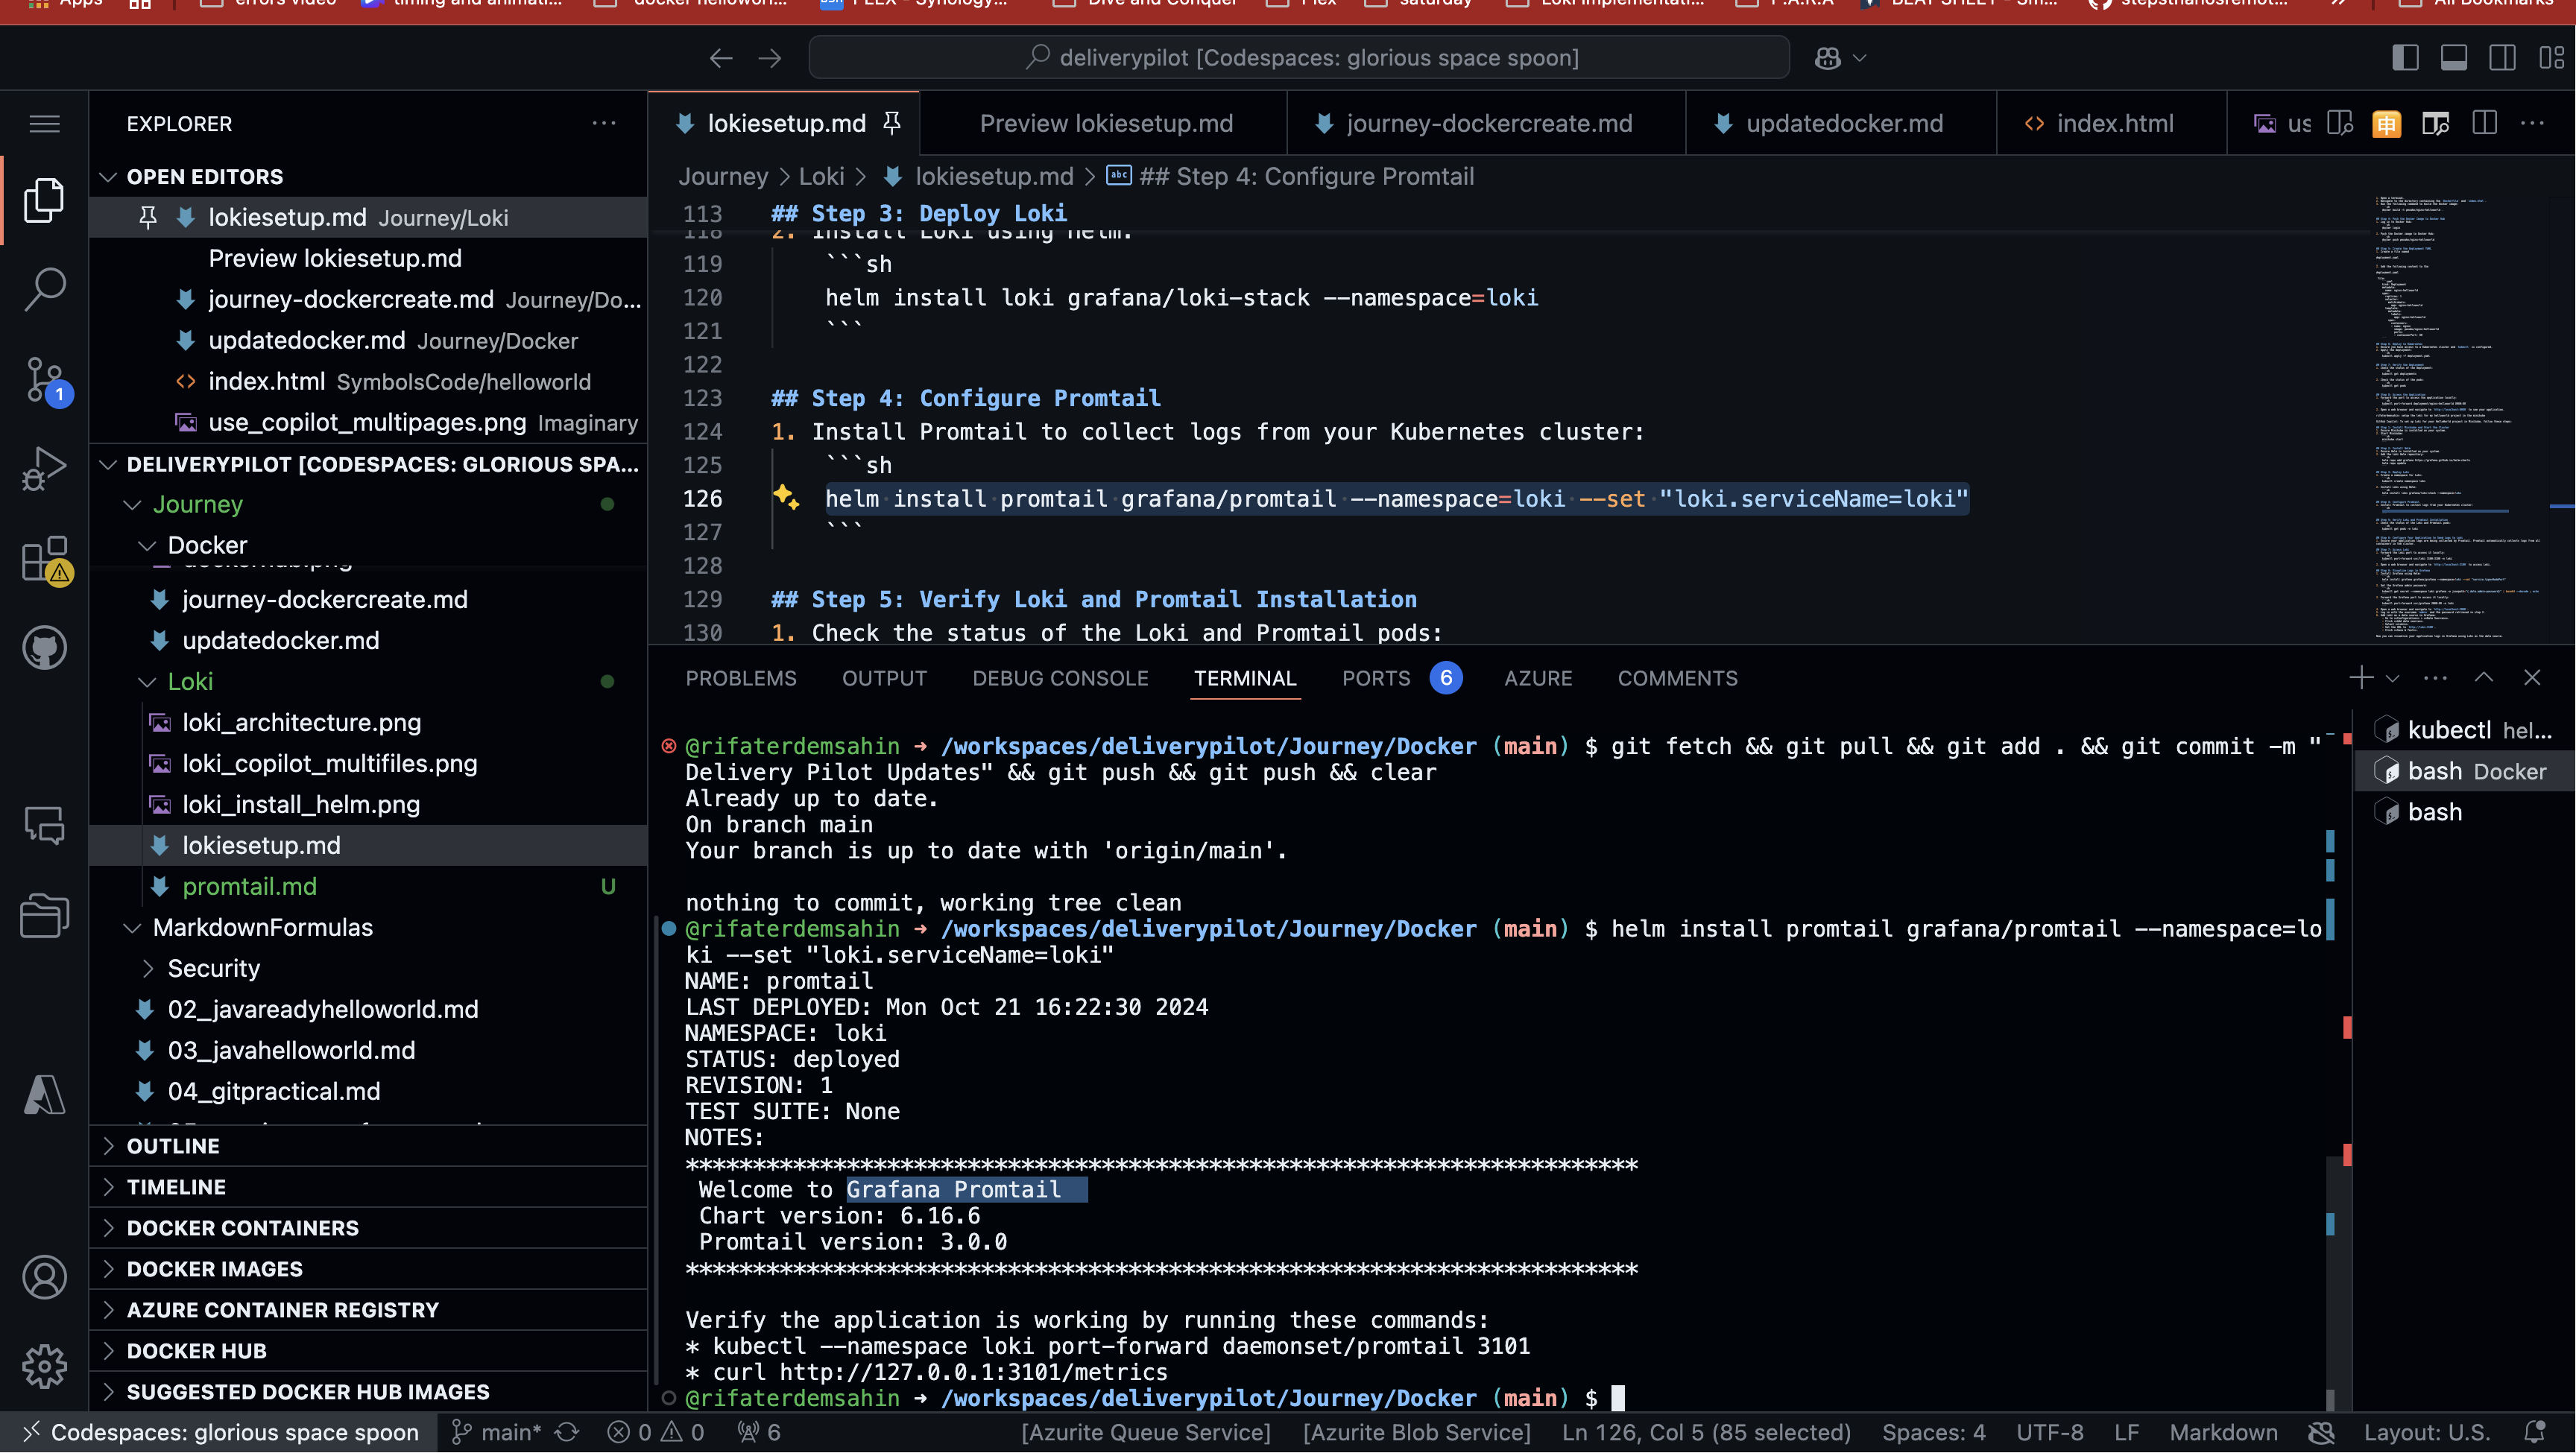 Apps
errors video
timing and animati...
docker hellowor...
PLEX - Synology...
Dive and Conquer
Plex
saturday
Loki Implementati...
P.A.R.A
BEAT SHEET - Sm...
stepsthariosremot...
All Bookmarks
deliverypilot [Codespaces: glorious space spoon]
EXPLORER
OPEN EDITORS
lokiesetup.md Journey/Loki
Preview lokiesetup.md
journey-dockercreate.md Journey/Do...
updatedocker.md Journey/Docker
index.html SymbolsCode/helloworld
use_copilot_multipages.png Imaginary
DELIVERYPILOT [CODESPACES: GLORIOUS SPA...
Journey
Docker
dockerhub.png
journey-dockercreate.md
updatedocker.md
Loki
loki_architecture.png
loki_copilot_multifiles.png
loki_install_helm.png
lokiesetup.md
promtail.md U
MarkdownFormulas
Security
02_javareadyhelloworld.md
03_javahelloworld.md
04_gitpractical.md
OUTLINE
TIMELINE
DOCKER CONTAINERS
DOCKER IMAGES
AZURE CONTAINER REGISTRY
DOCKER HUB
SUGGESTED DOCKER HUB IMAGES
1
lokiesetup.md
Preview lokiesetup.md
journey-dockercreate.md
updatedocker.md
index.html
us
申
Journey > Loki > lokiesetup.md > abc ## Step 4: Configure Promtail
113 ## Step 3: Deploy Loki
118 2. Install Loki using Helm:
119 ```sh
120 helm install loki grafana/loki-stack --namespace=loki
121 ```
122
123 ## Step 4: Configure Promtail
124 1. Install Promtail to collect logs from your Kubernetes cluster:
125 ```sh
126 helm install promtail grafana/promtail --namespace=loki --set "loki.serviceName=loki"
127 ```
128
129 ## Step 5: Verify Loki and Promtail Installation
130 1. Check the status of the Loki and Promtail pods:
PROBLEMS OUTPUT DEBUG CONSOLE TERMINAL PORTS 6 AZURE COMMENTS
@rifaterdemsahin ➜ /workspaces/deliverypilot/Journey/Docker (main) $ git fetch && git pull && git add . && git commit -m "
Delivery Pilot Updates" && git push && git push && clear
Already up to date.
On branch main
Your branch is up to date with 'origin/main'.
nothing to commit, working tree clean
@rifaterdemsahin ➜ /workspaces/deliverypilot/Journey/Docker (main) $ helm install promtail grafana/promtail --namespace=lo
ki --set "loki.serviceName=loki"
NAME: promtail
LAST DEPLOYED: Mon Oct 21 16:22:30 2024
NAMESPACE: loki
STATUS: deployed
REVISION: 1
TEST SUITE: None
NOTES:
***********************************************************************
Welcome to Grafana Promtail
Chart version: 6.16.6
Promtail version: 3.0.0
***********************************************************************
Verify the application is working by running these commands:
* kubectl --namespace loki port-forward daemonset/promtail 3101
* curl http://127.0.0.1:3101/metrics
@rifaterdemsahin ➜ /workspaces/deliverypilot/Journey/Docker (main) $
kubectl hel...
bash Docker
bash
Codespaces: glorious space spoon
main*
0
0
6
[Azurite Queue Service]
[Azurite Blob Service]
Ln 126, Col 5 (85 selected)
Spaces: 4
UTF-8
LF
Markdown
Layout: U.S.